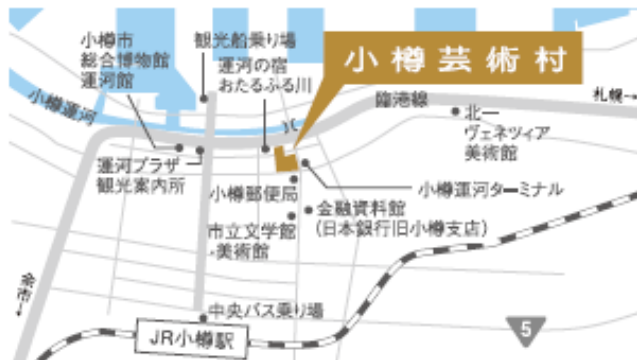 小樽市
総合博物館
運河館
観光船乗り場
運河の宿
おたるふる川
小樽芸術村
小樽運河
臨港線
札幌→
北一
ヴェネツィア
美術館
運河プラザ
観光案内所
小樽郵便局
小樽運河ターミナル
金融資料館
(日本銀行旧小樽支店)
市立文学館
・美術館
余市→
中央バス乗り場
JR小樽駅
5